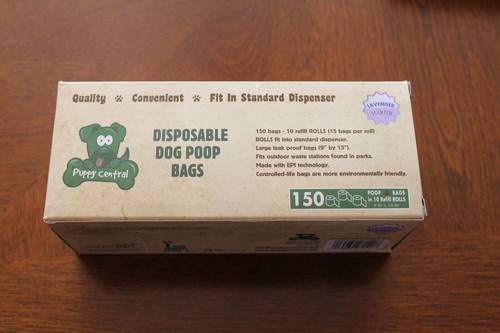 Quality Convenient Fit In Standard Dispenser
LAVENDER
SCENTED
DISPOSABLE
DOG POOP
BAGS
Puppy Central
150 bags - 10 refill ROLLS (15 bags per roll)
ROLLS fit into standard dispenser.
Large leak proof bags (9" by 13").
Fits outdoor waste stations found in parks.
Made with EPI technology.
Controlled-life bags are more environmentally friendly.
150 POOP BAGS
in 10 Refill ROLLS